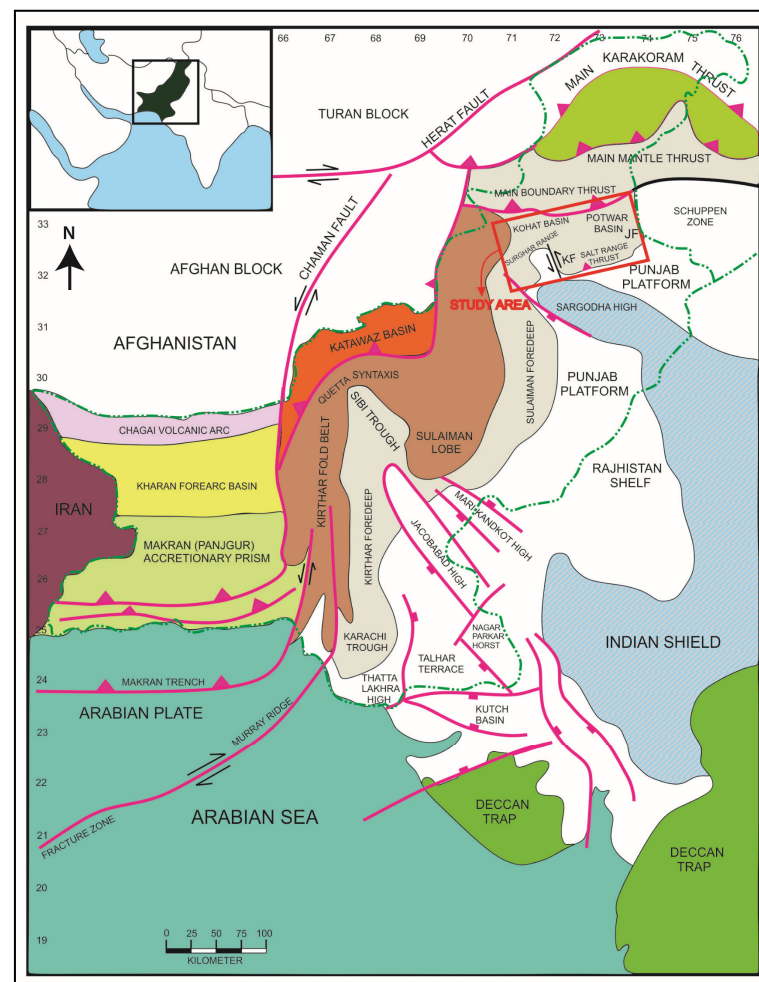 66 67 68 69 70 71 72 73 74 75 76
KARAKORAM
MAIN THRUST
TURAN BLOCK
HERAT FAULT
MAIN MANTLE THRUST
MAIN BOUNDARY THRUST
SCHUPPEN
ZONE
33
KOHAT BASIN
POTWAR
BASIN
JF
N
CHAMAN FAULT
SURGHAR RANGE
KF
SALT RANGE
THRUST
PUNJAB
PLATFORM
AFGHAN BLOCK
32
STUDY AREA
SARGODHA HIGH
31
AFGHANISTAN
KATAWAZ BASIN
30
QUETTA SYNTAXIS
SULAIMAN FOREDEEP
PUNJAB
PLATFORM
29
CHAGAI VOLCANIC ARC
SIBI TROUGH
SULAIMAN
LOBE
28
KHARAN FOREARC BASIN
KIRTHAR FOLD BELT
RAJHISTAN
SHELF
IRAN
27
MARI-KANDKOT HIGH
MAKRAN (PANJGUR)
ACCRETIONARY PRISM
KIRTHAR FOREDEEP
JACOBABAD HIGH
26
25
KARACHI
TROUGH
NAGAR
PARKAR
HORST
INDIAN SHIELD
24
MAKRAN TRENCH
THATTA
LAKHRA
HIGH
TALHAR
TERRACE
ARABIAN PLATE
KUTCH
BASIN
23
MURRAY RIDGE
22
ARABIAN SEA
DECCAN
TRAP
21
FRACTURE ZONE
DECCAN
TRAP
20
19
0 25 50 75 100
KILOMETER